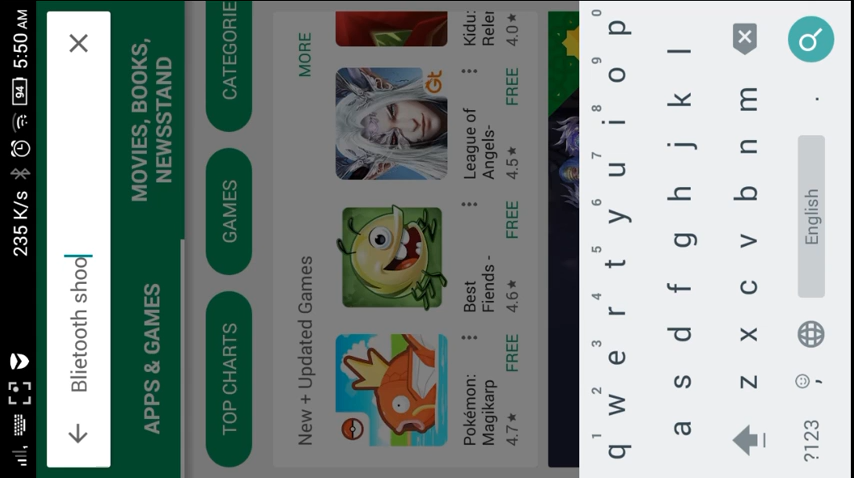 235 K/s 94 5:50 AM
Blietooth shoo
APPS & GAMES
MOVIES, BOOKS,
NEWSSTAND
TOP CHARTS
GAMES
CATEGORIE
New + Updated Games
MORE
Pokémon:
Magikarp
4.7★ FREE
Best
Fiends -
4.6★ FREE
League of
Angels-
4.5★ FREE
Kidu:
Reler
4.0★
1 2 3 4 5 6 7 8 9 0
q w e r t y u i o p
a s d f g h j k l
z x c v b n m
?123 , English .